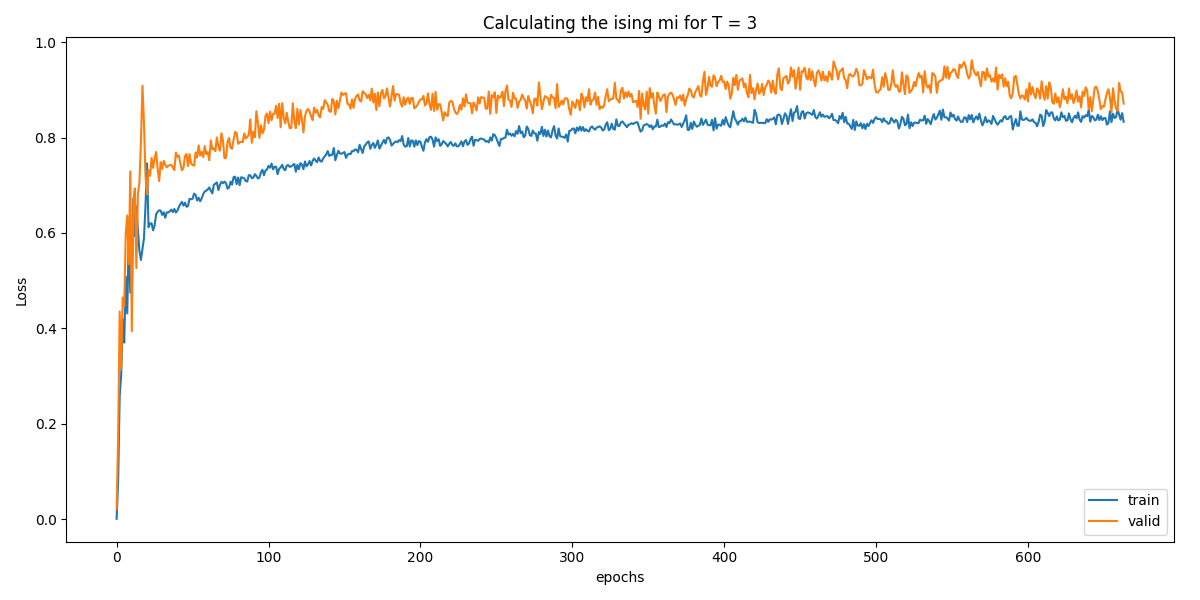 Calculating the ising mi for T = 3
1.0
0.8
0.6
0.4
0.2
0.0
Loss
0 100 200 300 400 500 600
epochs
train
valid